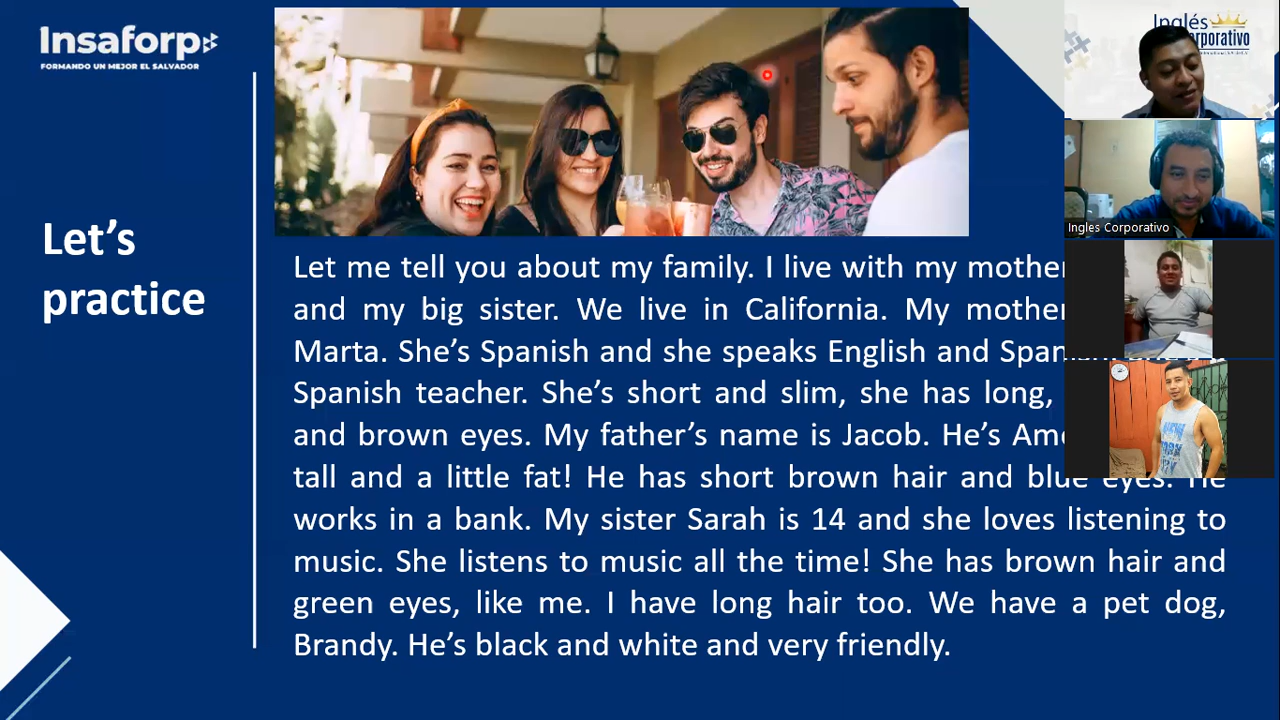 Insaforp
FORMANDO UN MEJOR EL SALVADOR
Let's
practice
Let me tell you about my family. I live with my mother
and my big sister. We live in California. My mother
Marta. She's Spanish and she speaks English and
Spanish teacher. She's short and slim, she has long,
and brown eyes. My father's name is Jacob. He's
tall and a little fat! He has short brown hair and blue eyes. He
works in a bank. My sister Sarah is 14 and she loves listening to
music. She listens to music all the time! She has brown hair and
green eyes, like me. I have long hair too. We have a pet dog,
Brandy. He's black and white and very friendly.
Inglés
Ingles Corporativo